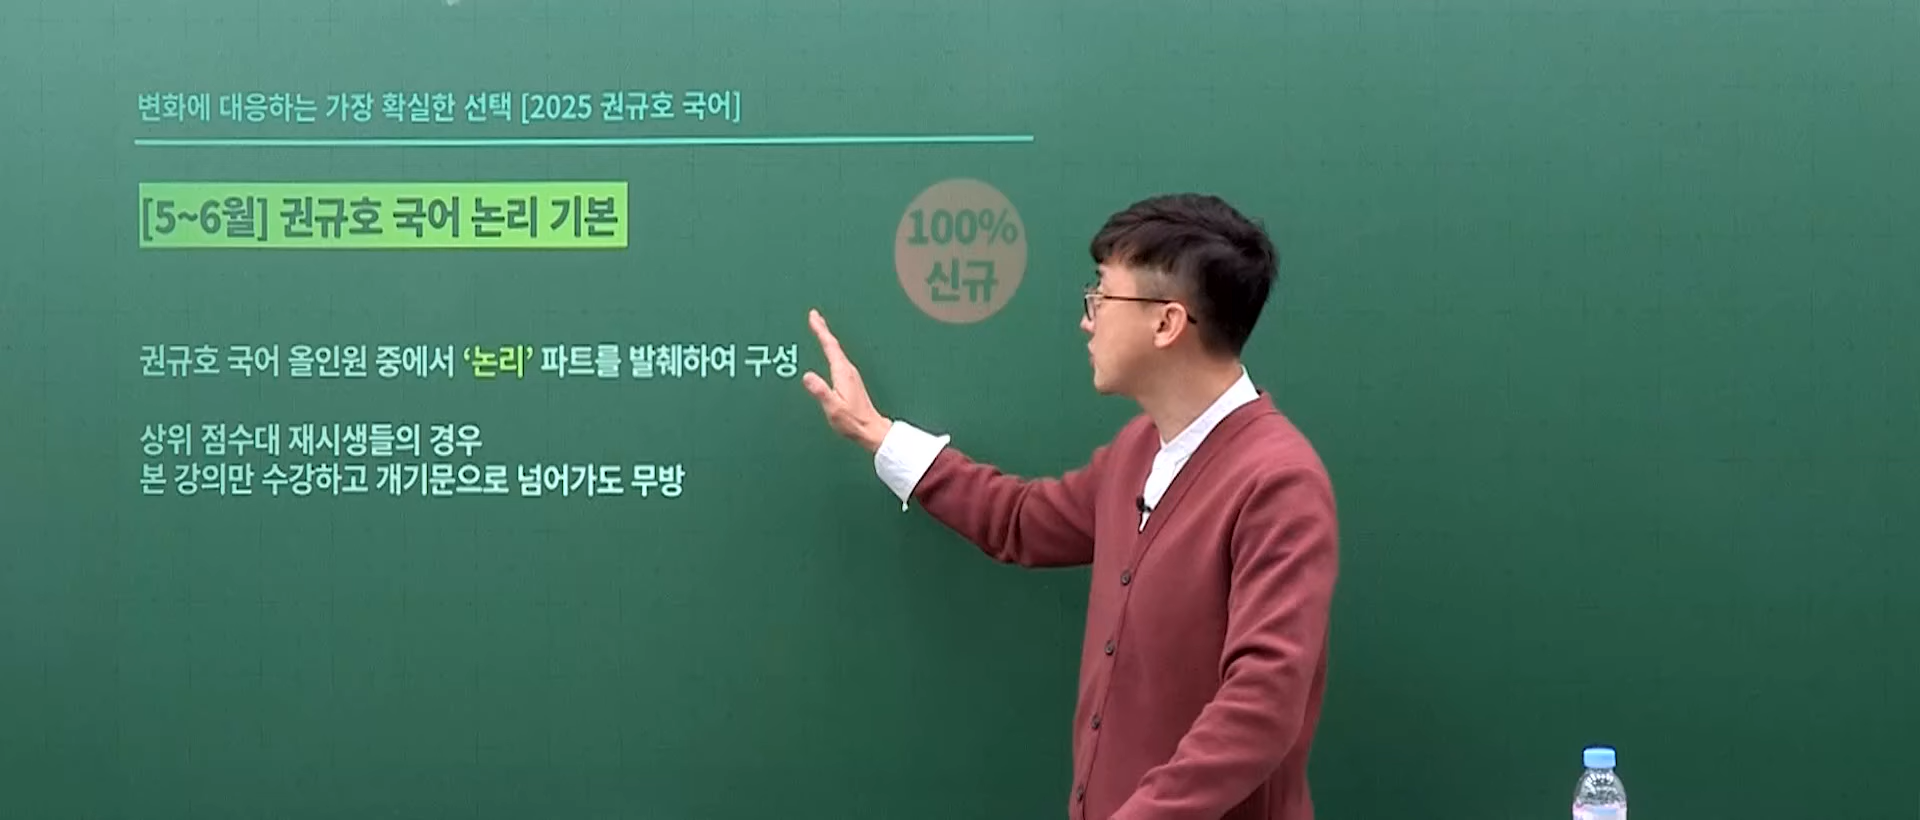 변화에 대응하는 가장 확실한 선택 [2025 권규호 국어]
[5~6월] 권규호 국어 논리 기본
100%
신규
권규호 국어 올인원 중에서 ‘논리’ 파트를 발췌하여 구성
상위 점수대 재시생들의 경우
본 강의만 수강하고 개기문으로 넘어가도 무방